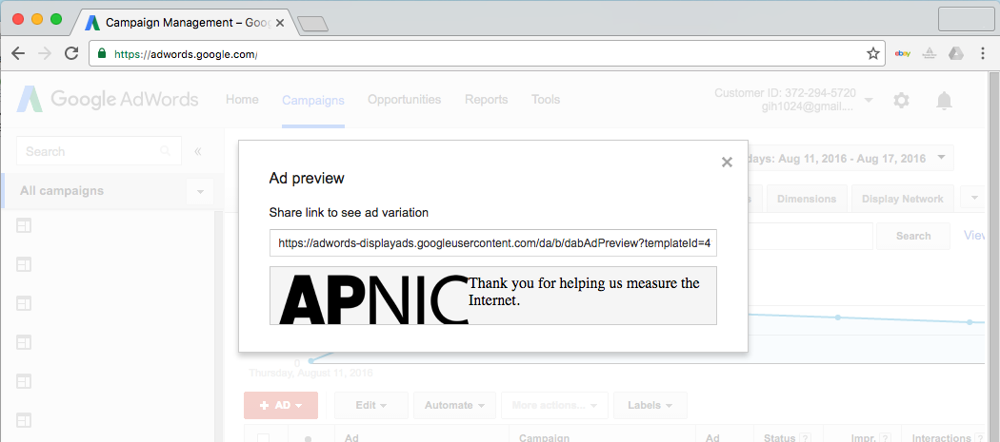 Campaign Management – Goo
https://adwords.google.com/
ebay
Google AdWords
Home
Campaigns
Opportunities
Reports
Tools
Customer ID: 372-294-5720
gih1024@gmail....
Search
«
All campaigns
days: Aug 11, 2016 - Aug 17, 2016
Dimensions
Display Network
Search
View
Ad preview
Share link to see ad variation
https://adwords-displayads.googleusercontent.com/da/b/dabAdPreview?templateId=4
APNIC
Thank you for helping us measure the
Internet.
0
Thursday, August 11, 2016
+ AD
Edit
Automate
More actions...
Labels
Ad
Campaign
Ad
Status ?
Impr. ?
Interactions ?